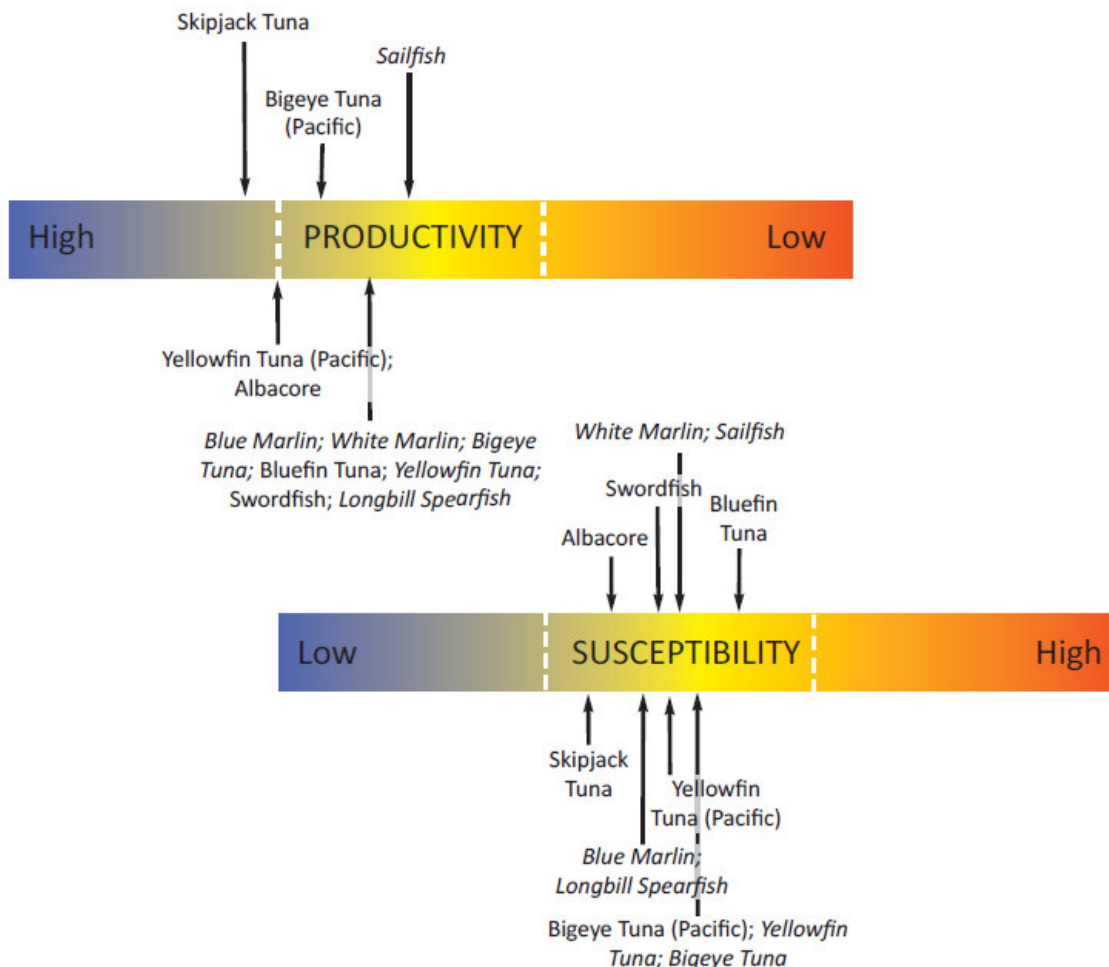 Skipjack Tuna
Sailfish
Bigeye Tuna
(Pacific)
High
PRODUCTIVITY
Low
Yellowfin Tuna (Pacific);
Albacore
Blue Marlin; White Marlin; Bigeye
Tuna; Bluefin Tuna; Yellowfin Tuna;
Swordfish; Longbill Spearfish
White Marlin; Sailfish
Swordfish
Bluefin
Tuna
Albacore
Low
SUSCEPTIBILITY
High
Skipjack
Tuna
Yellowfin
Tuna (Pacific)
Blue Marlin;
Longbill Spearfish
Bigeye Tuna (Pacific); Yellowfin
Tuna; Bigeye Tuna